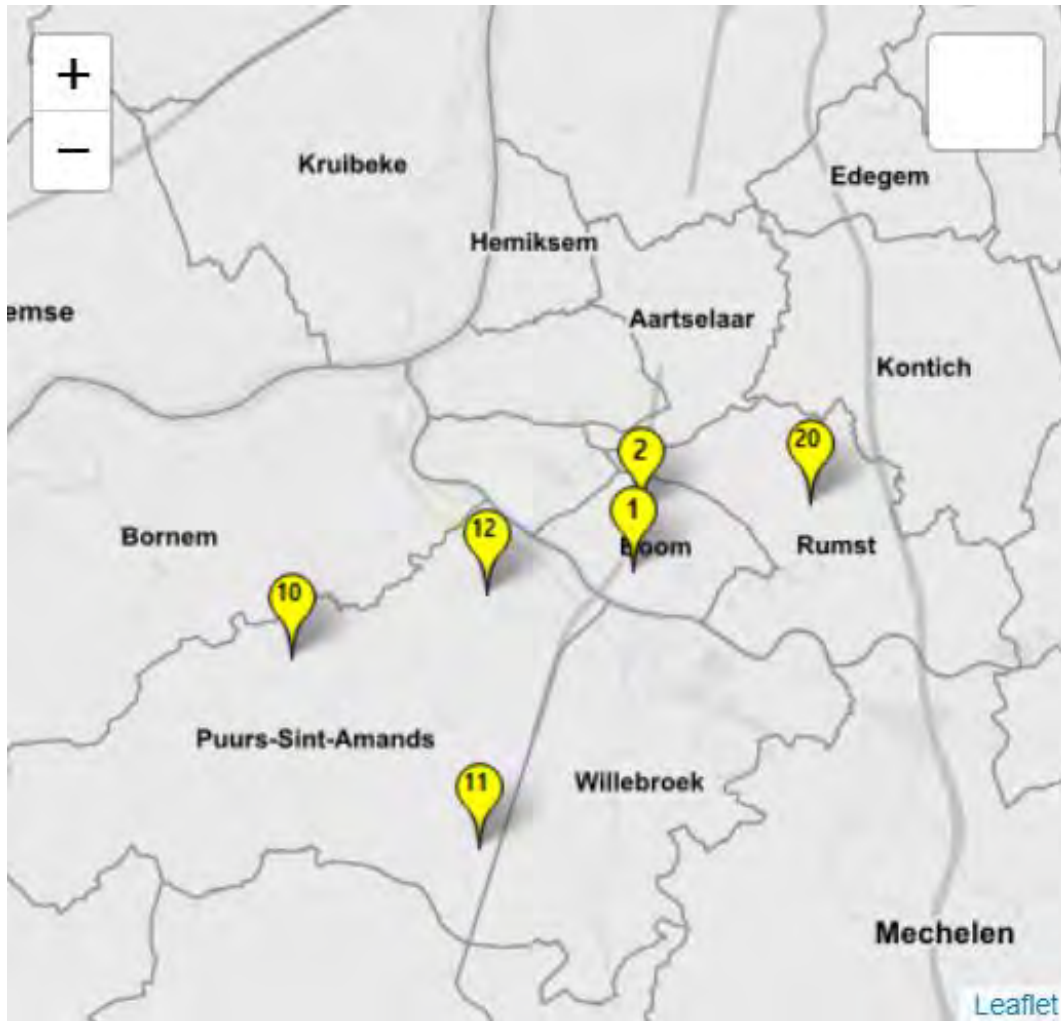 +
−
Kruibeke
Edegem
Hemiksem
emse
Aartselaar
Kontich
2
20
1
12
Bornem
Boom
Rumst
10
Puurs-Sint-Amands
11
Willebroek
Mechelen
Leaflet